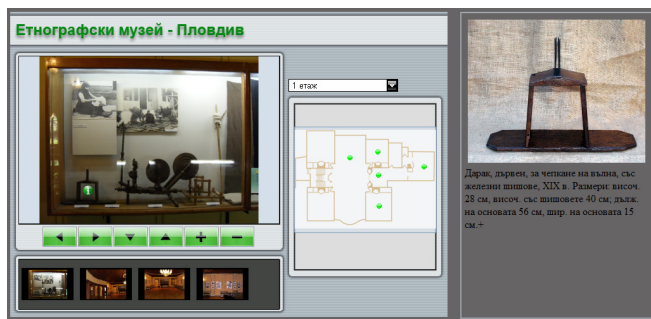 Етнографски музей - Пловдив
1 етаж
1
Дарак, дървен, за чепкане на вълна, със
железни шишове, XIX в. Размери: височ.
28 см, височ. със шишовете 40 см; дълж.
на основата 56 см, шир. на основата 15
см.+